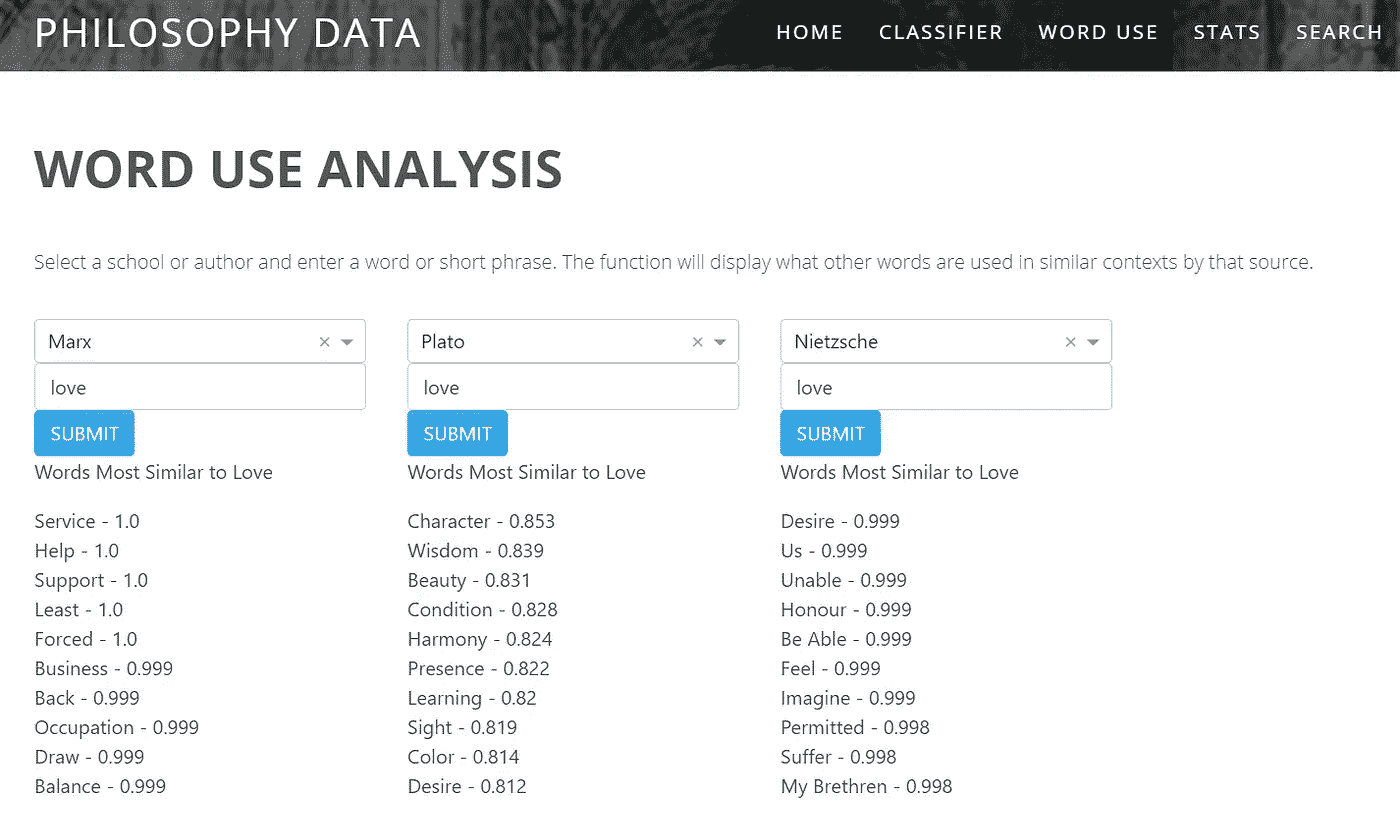 PHILOSOPHY DATA
HOME CLASSIFIER WORD USE STATS SEARCH
WORD USE ANALYSIS
Select a school or author and enter a word or short phrase. The function will display what other words are used in similar contexts by that source.
Marx
love
SUBMIT
Words Most Similar to Love
Service - 1.0
Help - 1.0
Support - 1.0
Least - 1.0
Forced - 1.0
Business - 0.999
Back - 0.999
Occupation - 0.999
Draw - 0.999
Balance - 0.999
Plato
love
SUBMIT
Words Most Similar to Love
Character - 0.853
Wisdom - 0.839
Beauty - 0.831
Condition - 0.828
Harmony - 0.824
Presence - 0.822
Learning - 0.82
Sight - 0.819
Color - 0.814
Desire - 0.812
Nietzsche
love
SUBMIT
Words Most Similar to Love
Desire - 0.999
Us - 0.999
Unable - 0.999
Honour - 0.999
Be Able - 0.999
Feel - 0.999
Imagine - 0.999
Permitted - 0.998
Suffer - 0.998
My Brethren - 0.998